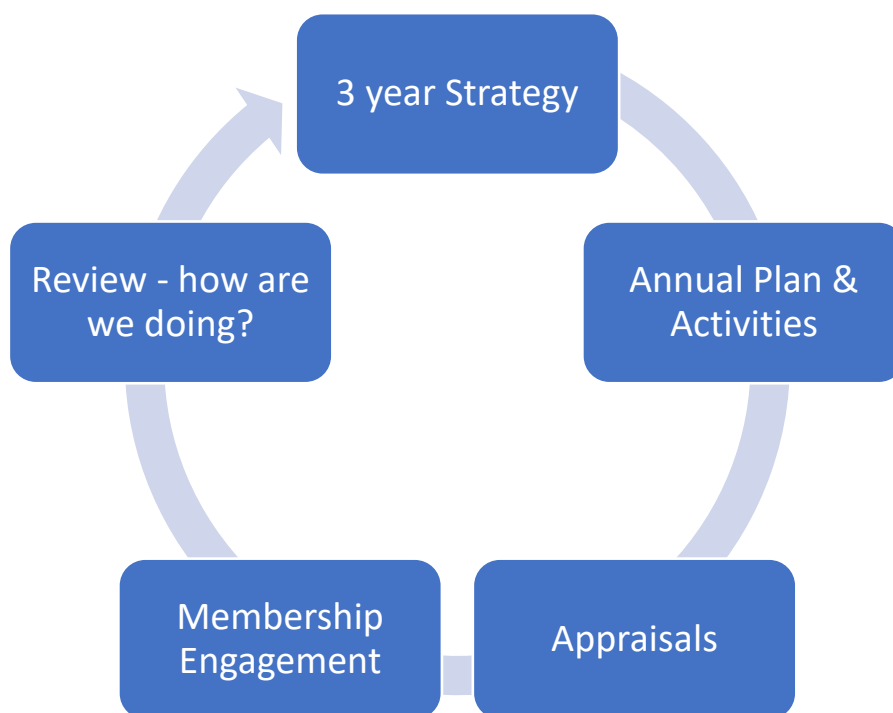 3 year Strategy
Annual Plan &
Activities
Appraisals
Membership
Engagement
Review - how are
we doing?